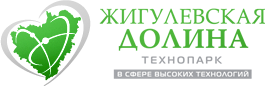 ЖИГУЛЕВСКАЯ
ДОЛИНА
ТЕХНОПАРК
В СФЕРЕ ВЫСОКИХ ТЕХНОЛОГИЙ